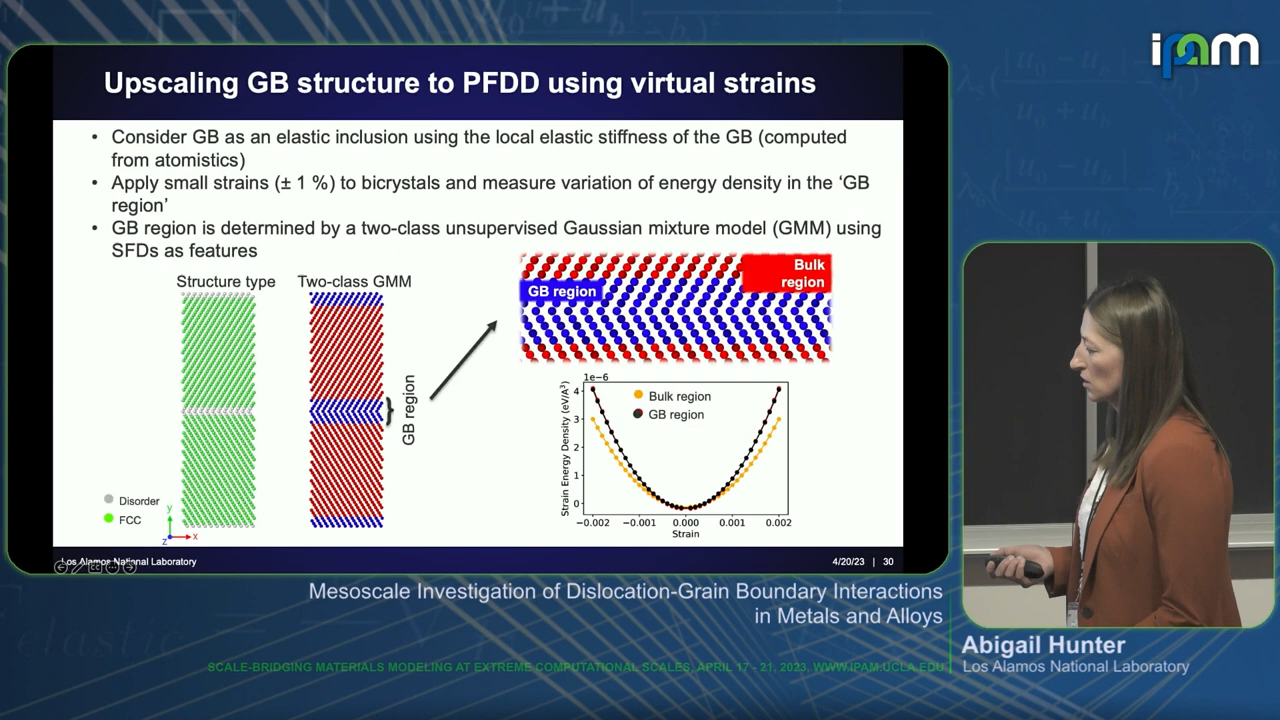 ipam
Upscaling GB structure to PFDD using virtual strains
• Consider GB as an elastic inclusion using the local elastic stiffness of the GB (computed
from atomistics)
• Apply small strains (± 1 %) to bicrystals and measure variation of energy density in the ‘GB
region’
• GB region is determined by a two-class unsupervised Gaussian mixture model (GMM) using
SFDs as features
Structure type
Two-class GMM
GB region
Disorder
FCC
y
z
x
GB region
Bulk
region
1e−6
Strain Energy Density (eV/Å³)
4
3
2
1
0
Bulk region
GB region
−0.002 −0.001 0.000 0.001 0.002
Strain
Los Alamos National Laboratory
4/20/23 | 30
Mesoscale Investigation of Dislocation-Grain Boundary Interactions
in Metals and Alloys
Abigail Hunter
Los Alamos National Laboratory
SCALE-BRIDGING MATERIALS MODELING AT EXTREME COMPUTATIONAL SCALES, APRIL 17 - 21, 2023, WWW.IPAM.UCLA.EDU